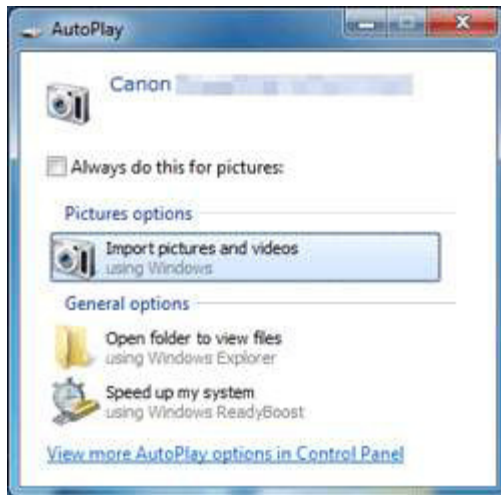 AutoPlay
Canon
Always do this for pictures:
Pictures options
Import pictures and videos
using Windows
General options
Open folder to view files
using Windows Explorer
Speed up my system
using Windows ReadyBoost
View more AutoPlay options in Control Panel